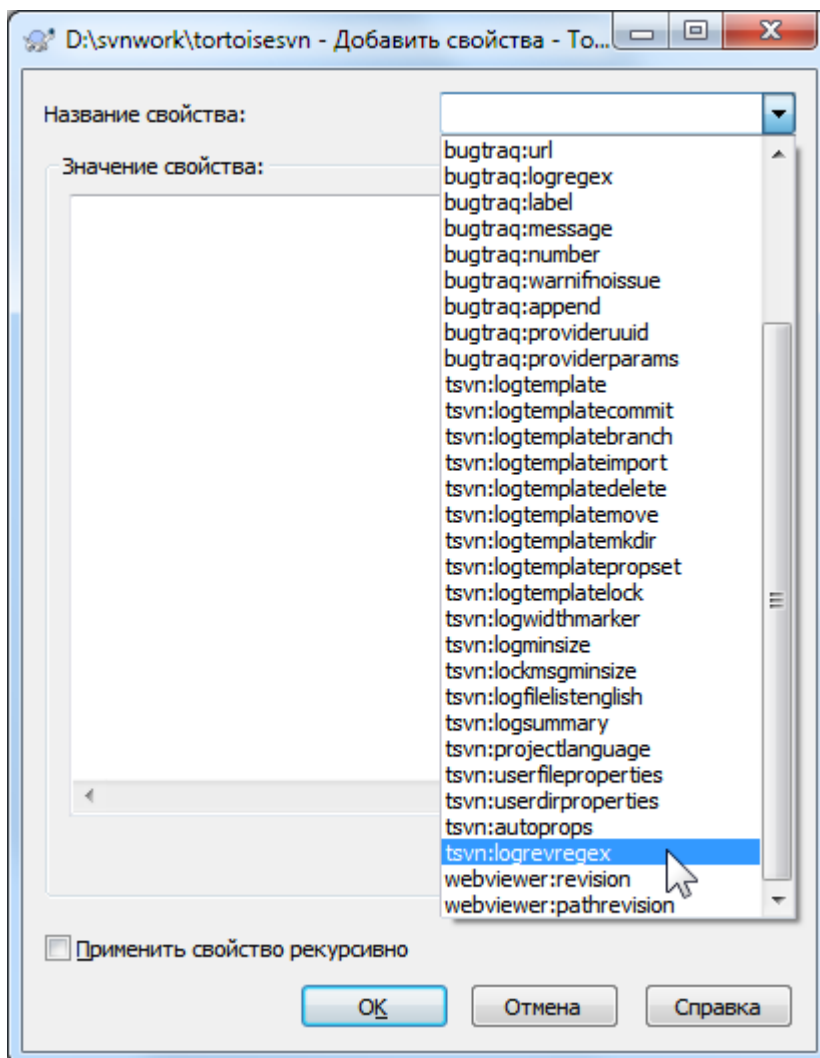 D:\svnwork\tortoisesvn - Добавить свойства - To...
Название свойства:
Значение свойства:
bugtraq:url
bugtraq:logregex
bugtraq:label
bugtraq:message
bugtraq:number
bugtraq:warnifnoissue
bugtraq:append
bugtraq:provideruuid
bugtraq:providerparams
tsvn:logtemplate
tsvn:logtemplatecommit
tsvn:logtemplatebranch
tsvn:logtemplateimport
tsvn:logtemplatedelete
tsvn:logtemplatemove
tsvn:logtemplatemkdir
tsvn:logtemplatepropset
tsvn:logtemplatelock
tsvn:logwidthmarker
tsvn:logminsize
tsvn:lockmsgminsize
tsvn:logfilelistenglish
tsvn:logsummary
tsvn:projectlanguage
tsvn:userfileproperties
tsvn:userdirproperties
tsvn:autoprops
tsvn:logrevregex
webviewer:revision
webviewer:pathrevision
Применить свойство рекурсивно
OK
Отмена
Справка